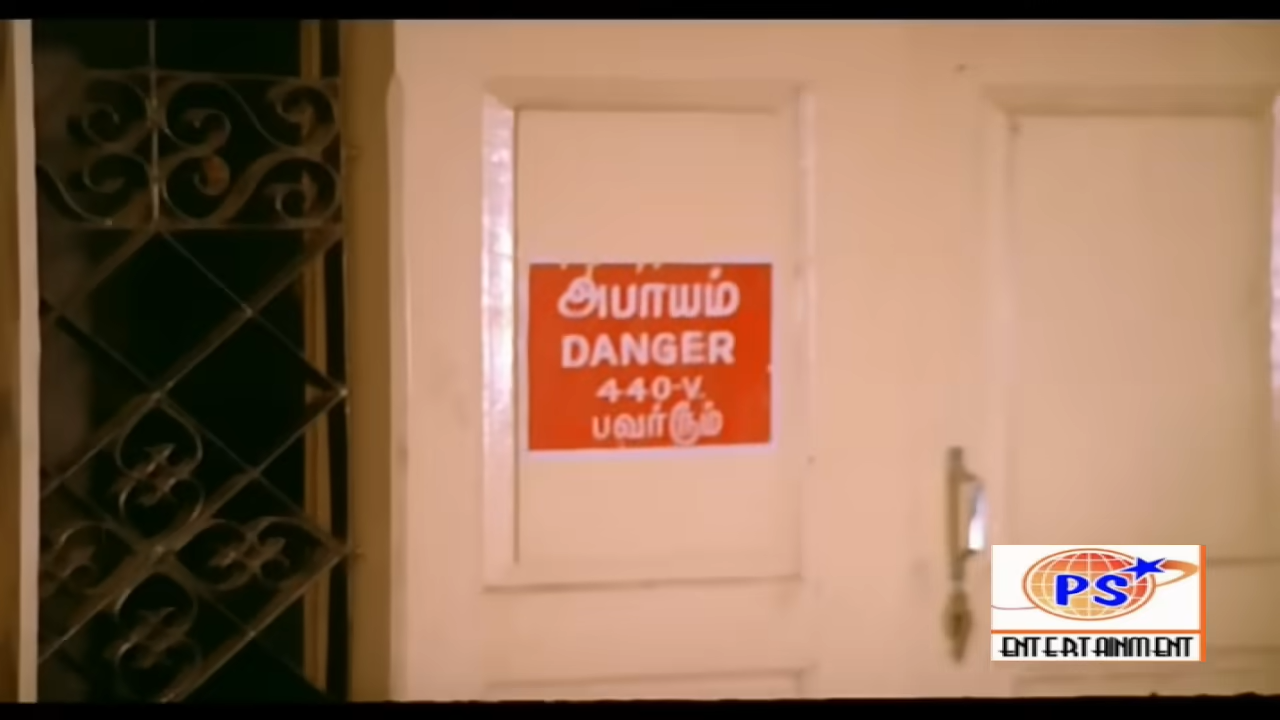 அபாயம்
DANGER
440-V.
பவர்ரூம்
PS
ENTERTAINMENT